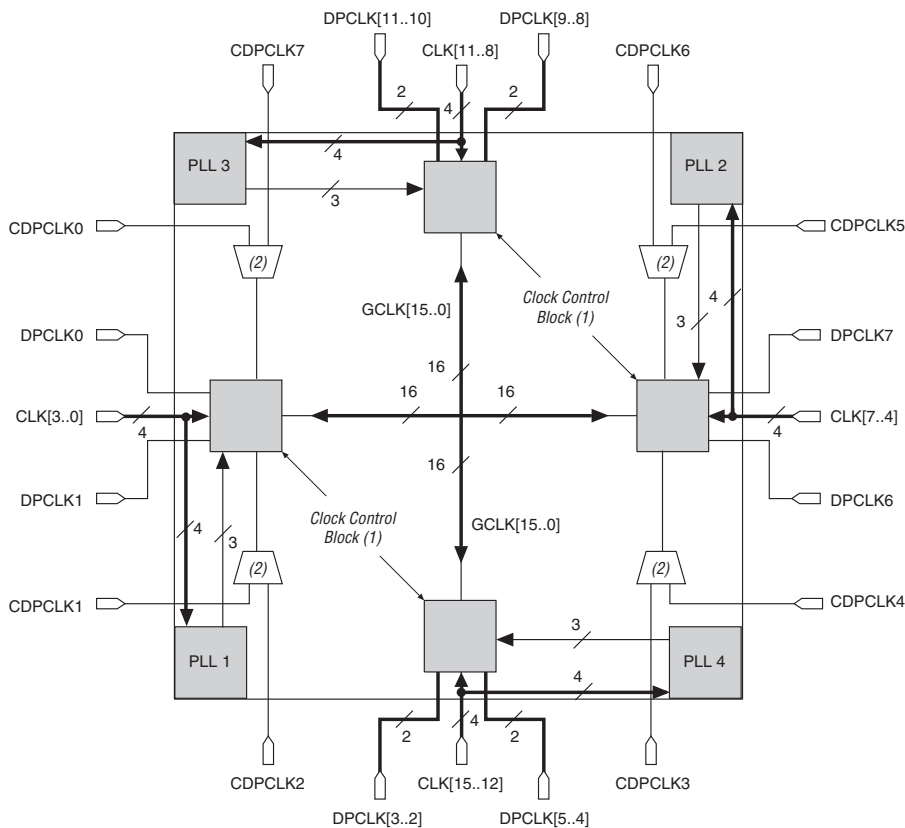 DPCLK[11..10]
DPCLK[9..8]
CDPCLK7
CLK[11..8]
CDPCLK6
2
4
2
PLL 3
4
PLL 2
3
CDPCLK0
CDPCLK5
(2)
(2)
4
GCLK[15..0]
Clock Control
Block (1)
3
DPCLK0
DPCLK7
16
16
16
CLK[3..0]
4
CLK[7..4]
4
16
DPCLK1
DPCLK6
Clock Control
Block (1)
GCLK[15..0]
4
3
(2)
(2)
CDPCLK1
CDPCLK4
3
PLL 1
PLL 4
4
2
4
2
CDPCLK2
CLK[15..12]
CDPCLK3
DPCLK[3..2]
DPCLK[5..4]